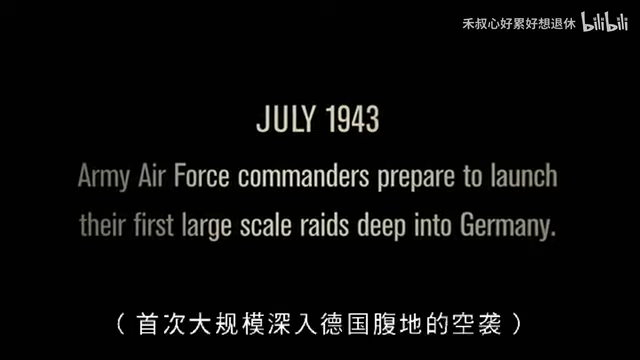 禾叔心好累好想退休 bilibili
JULY 1943
Army Air Force commanders prepare to launch
their first large scale raids deep into Germany.
（首次大规模深入德国腹地的空袭）